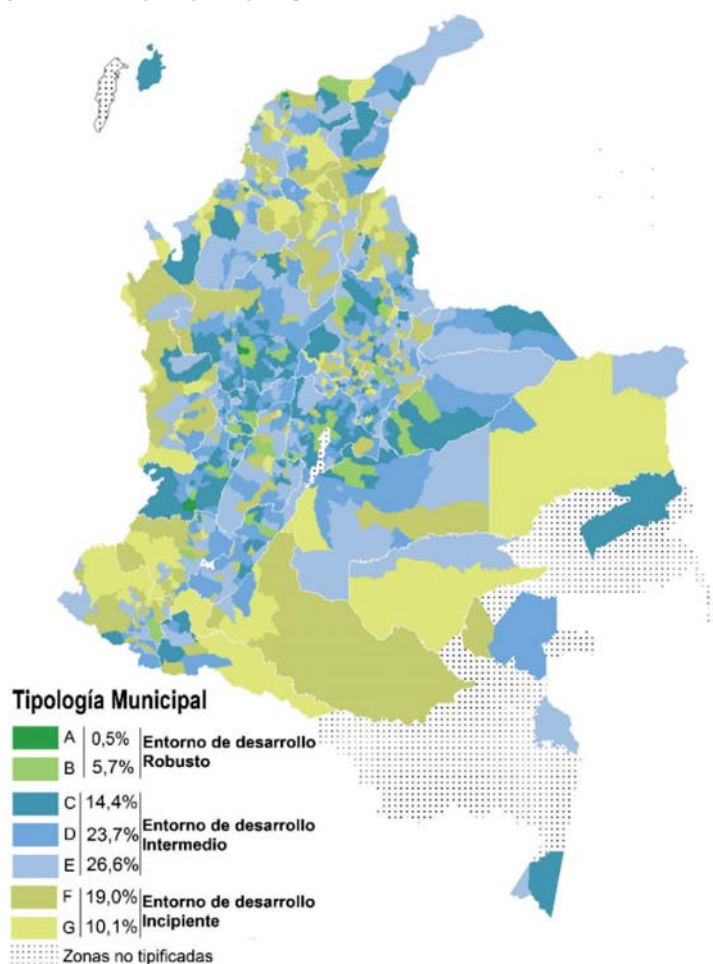 Tipología Municipal
A 0,5% Entorno de desarrollo
B 5,7% Robusto
C 14,4%
D 23,7% Entorno de desarrollo
E 26,6% Intermedio
F 19,0% Entorno de desarrollo
G 10,1% Incipiente
Zonas no tipificadas